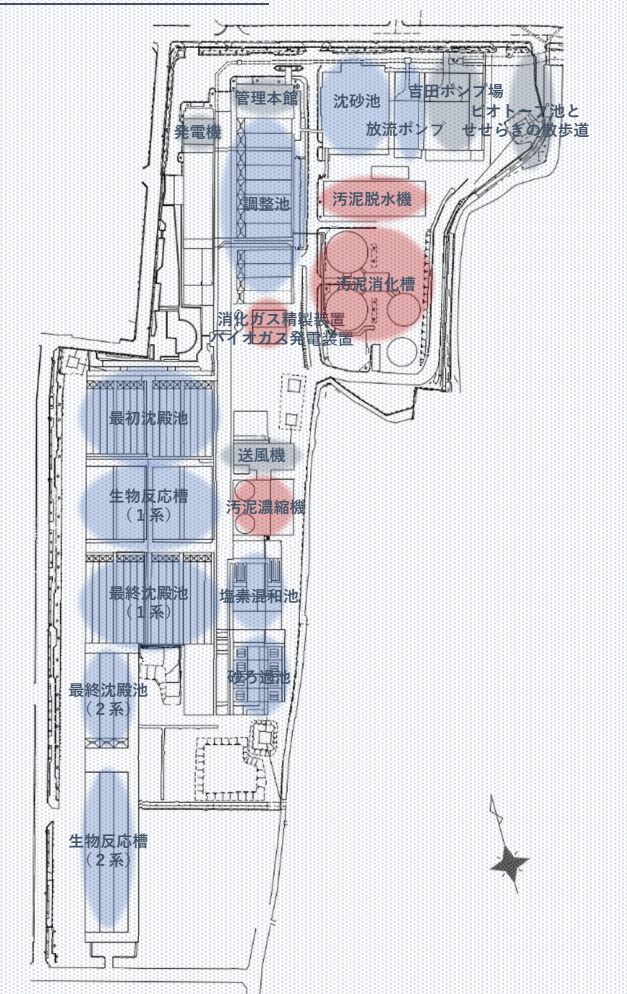 管理本館
沈砂池
吉田ポンプ場
ビオトープ池と
せせらぎの散歩道
発電機
放流ポンプ
調整池
汚泥脱水機
汚泥消化槽
消化ガス精製装置
バイオガス発電装置
最初沈殿池
送風機
生物反応槽
（１系）
汚泥濃縮機
最終沈殿池
（１系）
塩素混和池
砂ろ過池
最終沈殿池
（２系）
生物反応槽
（２系）